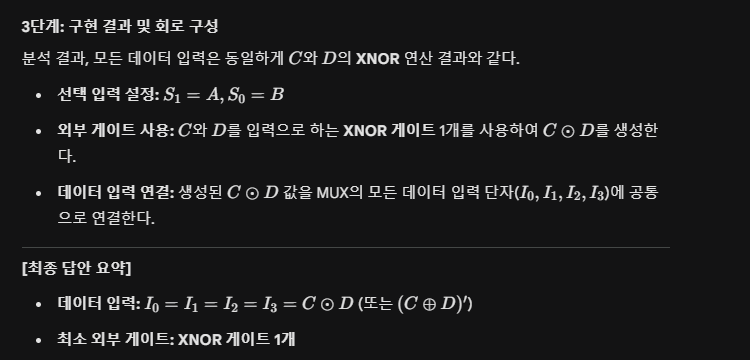 3단계: 구현 결과 및 회로 구성
분석 결과, 모든 데이터 입력은 동일하게 C와 D의 XNOR 연산 결과와 같다.
• 선택 입력 설정: S₁ = A, S₀ = B
• 외부 게이트 사용: C와 D를 입력으로 하는 XNOR 게이트 1개를 사용하여 C ⊙ D를 생성한
다.
• 데이터 입력 연결: 생성된 C ⊙ D 값을 MUX의 모든 데이터 입력 단자(I₀, I₁, I₂, I₃)에 공통
으로 연결한다.
[최종 답안 요약]
• 데이터 입력: I₀ = I₁ = I₂ = I₃ = C ⊙ D (또는 (C ⊕ D)′)
• 최소 외부 게이트: XNOR 게이트 1개